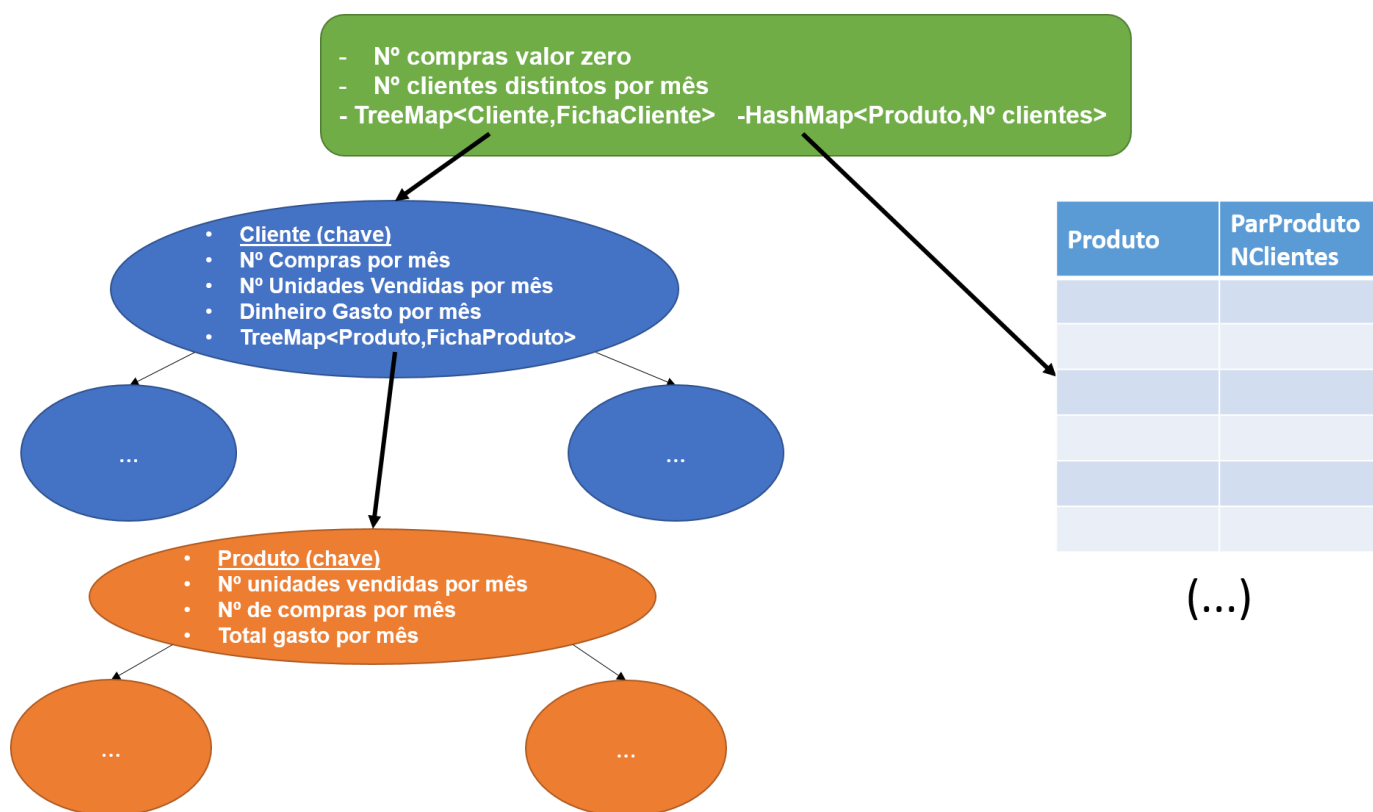 - Nº compras valor zero
- Nº clientes distintos por mês
- TreeMap<Cliente,FichaCliente> -HashMap<Produto,Nº clientes>
• Cliente (chave)
• Nº Compras por mês
• Nº Unidades Vendidas por mês
• Dinheiro Gasto por mês
• TreeMap<Produto,FichaProduto>
Produto
ParProduto
NClientes
...
...
• Produto (chave)
• Nº unidades vendidas por mês
• Nº de compras por mês
• Total gasto por mês
(...)
...
...